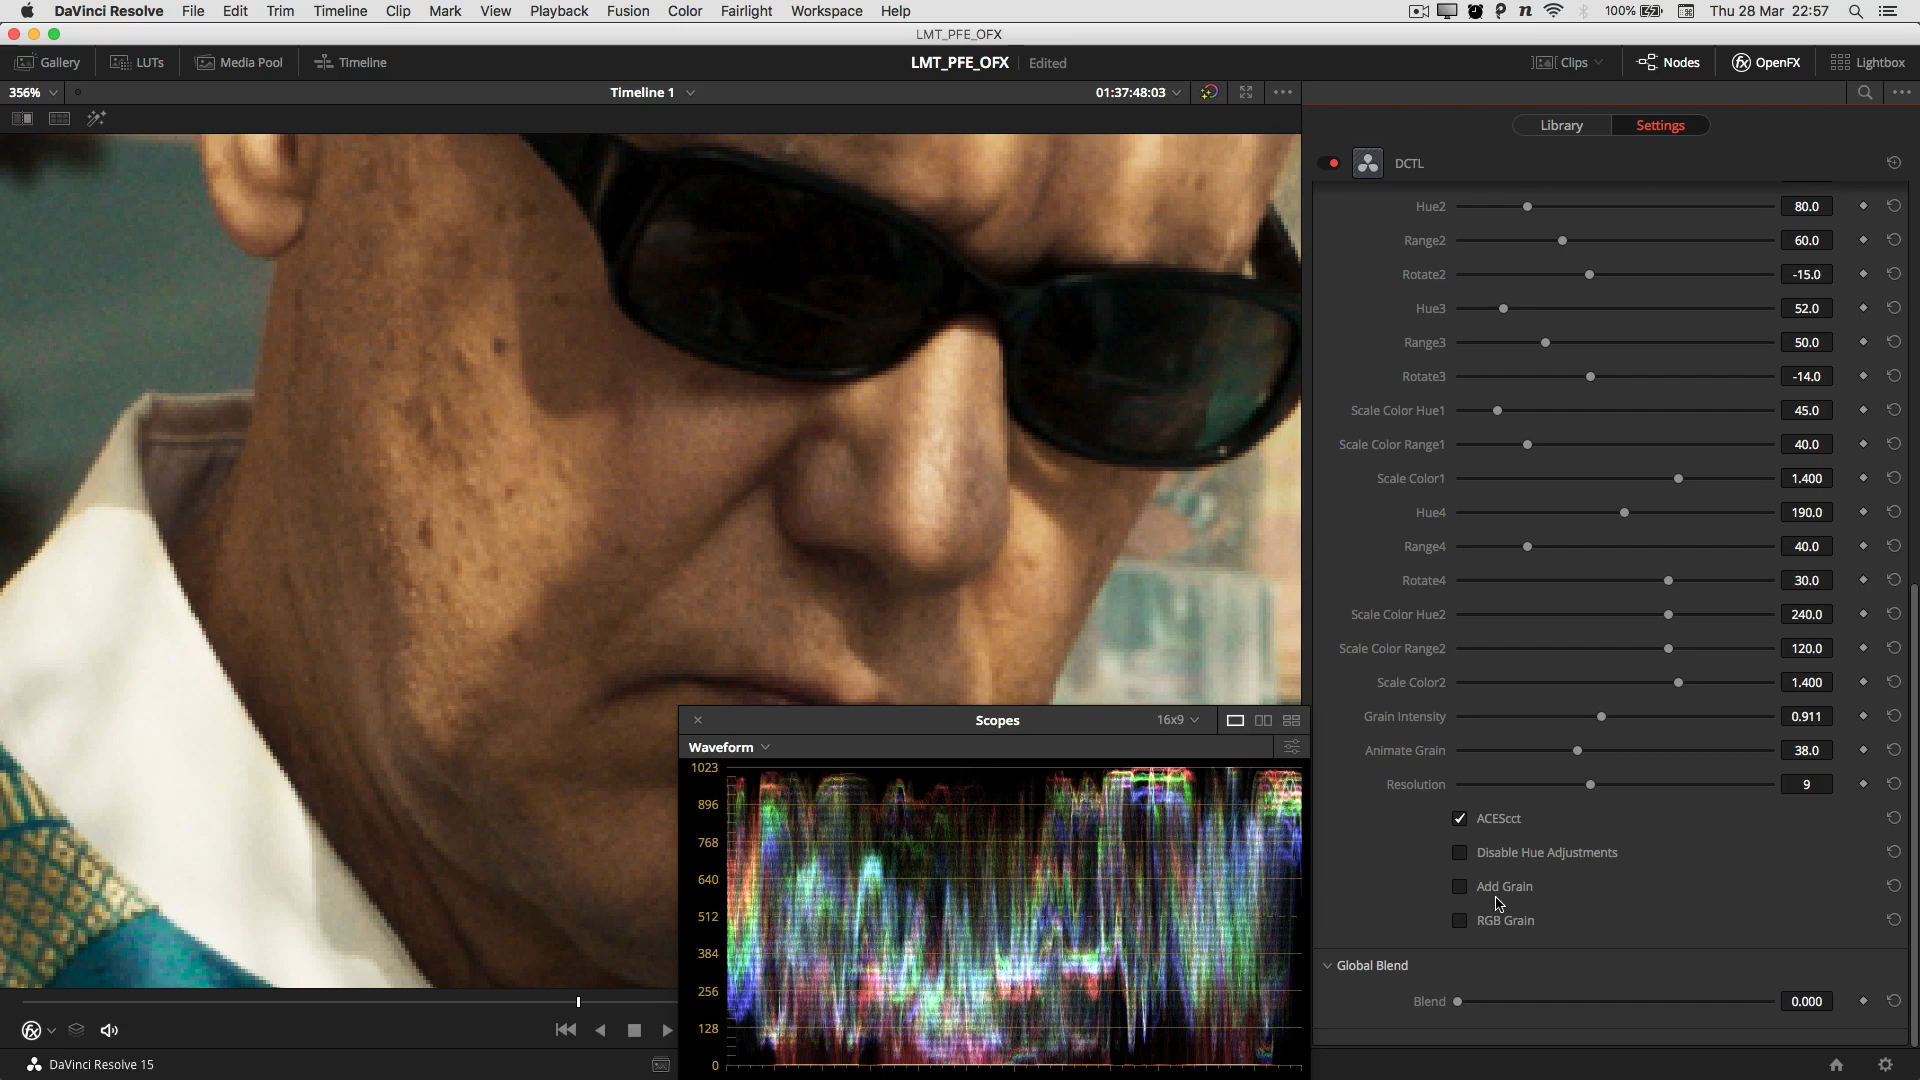 DaVinci Resolve File Edit Trim Timeline Clip Mark View Playback Fusion Color Fairlight Workspace Help 100% Thu 28 Mar 22:57
LMT_PFE_OFX
Gallery LUTs Media Pool Timeline LMT_PFE_OFX Edited Clips Nodes OpenFX Lightbox
356% Timeline 1 01:37:48:03
Library Settings
DCTL
Hue2 80.0
Range2 60.0
Rotate2 -15.0
Hue3 52.0
Range3 50.0
Rotate3 -14.0
Scale Color Hue1 45.0
Scale Color Range1 40.0
Scale Color1 1.400
Hue4 190.0
Range4 40.0
Rotate4 30.0
Scale Color Hue2 240.0
Scale Color Range2 120.0
Scale Color2 1.400
Grain Intensity 0.911
Animate Grain 38.0
Resolution 9
ACEScct
Disable Hue Adjustments
Add Grain
RGB Grain
Global Blend
Blend 0.000
Scopes 16x9
Waveform
1023
896
768
640
512
384
256
128
0
DaVinci Resolve 15